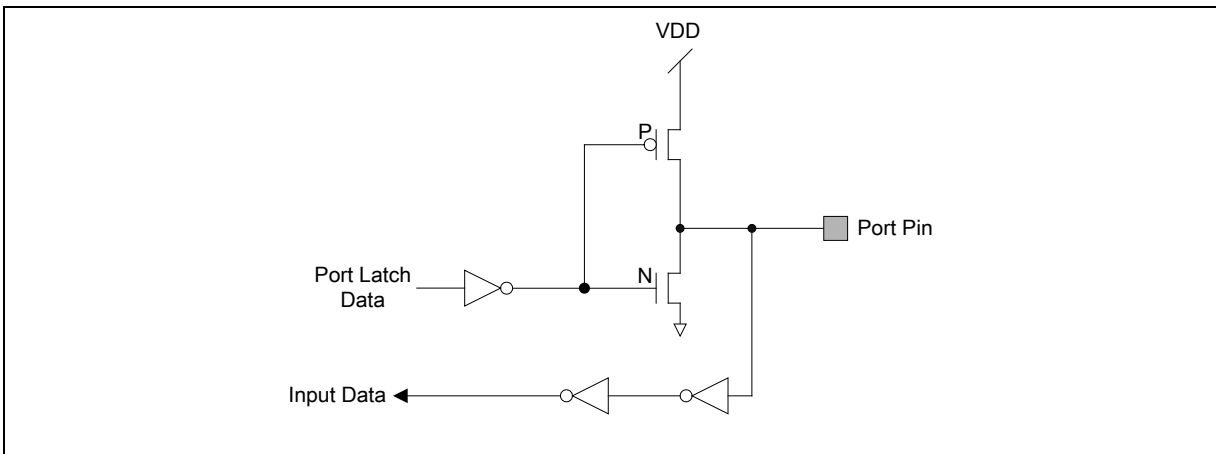 VDD
P
Port Pin
N
Port Latch
Data
Input Data